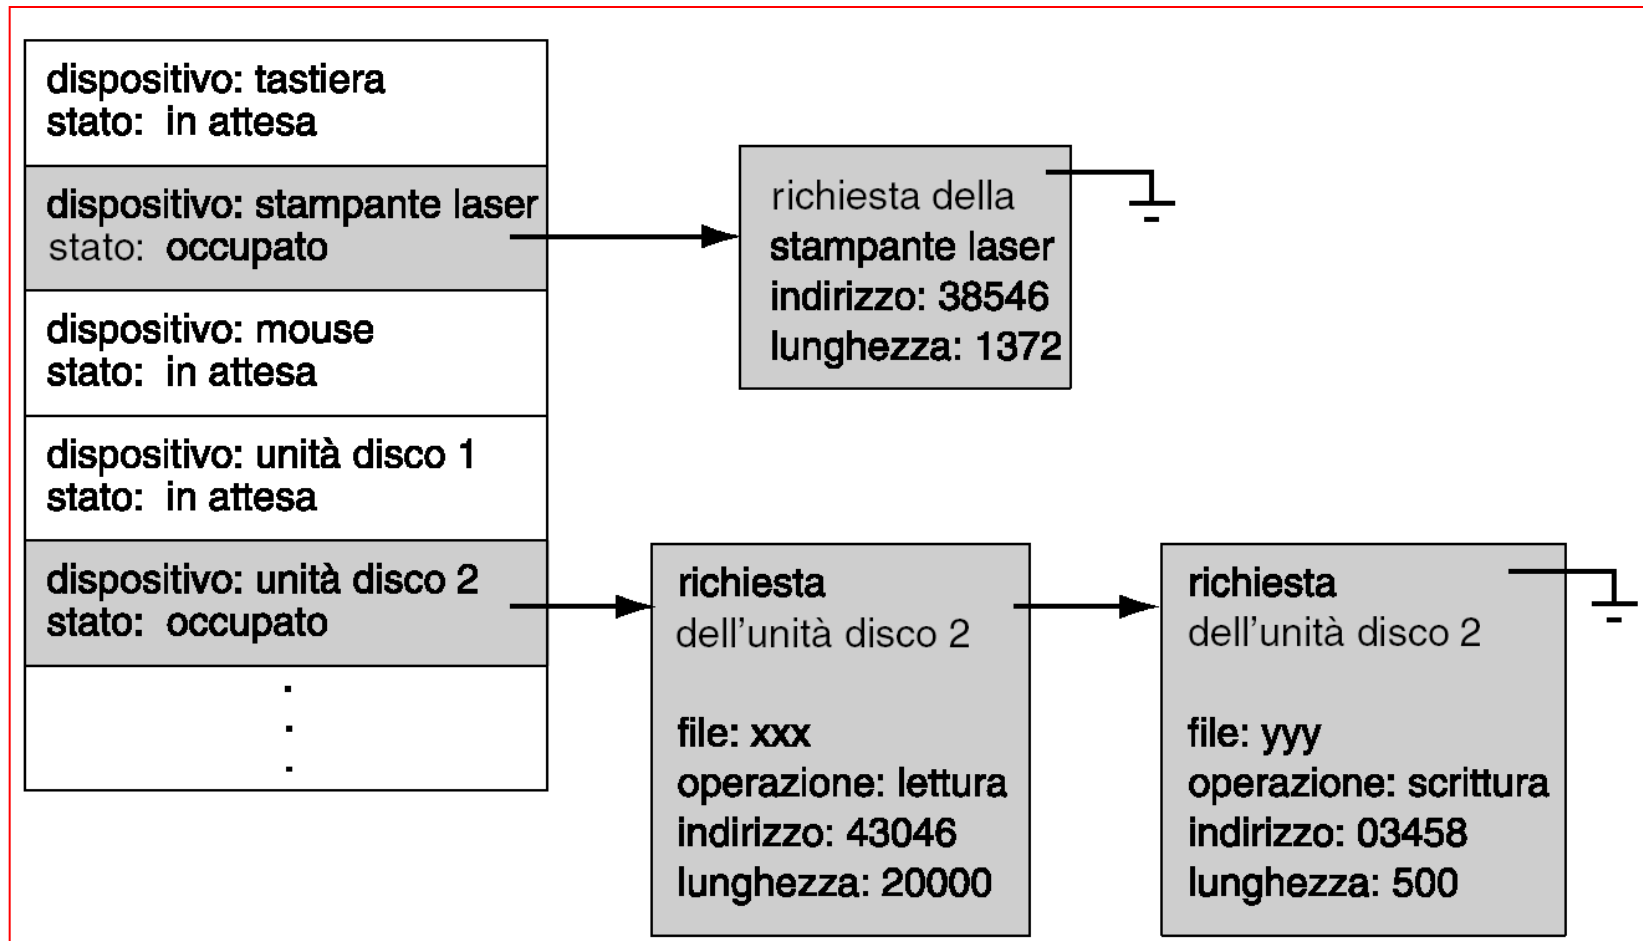 dispositivo: tastiera
stato: in attesa
dispositivo: stampante laser
stato: occupato
dispositivo: mouse
stato: in attesa
dispositivo: unità disco 1
stato: in attesa
dispositivo: unità disco 2
stato: occupato
.
.
.
richiesta della
stampante laser
indirizzo: 38546
lunghezza: 1372
richiesta
dell'unità disco 2
file: xxx
operazione: lettura
indirizzo: 43046
lunghezza: 20000
richiesta
dell'unità disco 2
file: yyy
operazione: scrittura
indirizzo: 03458
lunghezza: 500